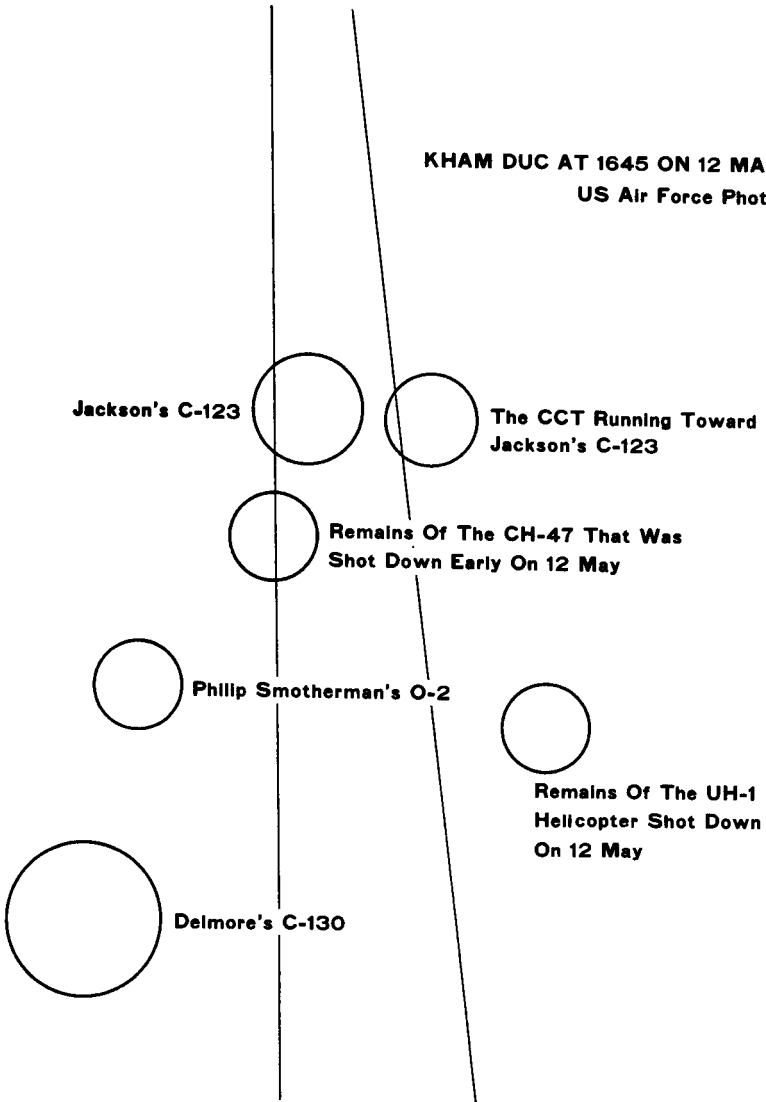 KHAM DUC AT 1645 ON 12 MA
US Air Force Phot
Jackson's C-123
The CCT Running Toward
Jackson's C-123
Remains Of The CH-47 That Was
Shot Down Early On 12 May
Philip Smotherman's O-2
Remains Of The UH-1
Helicopter Shot Down
On 12 May
Delmore's C-130